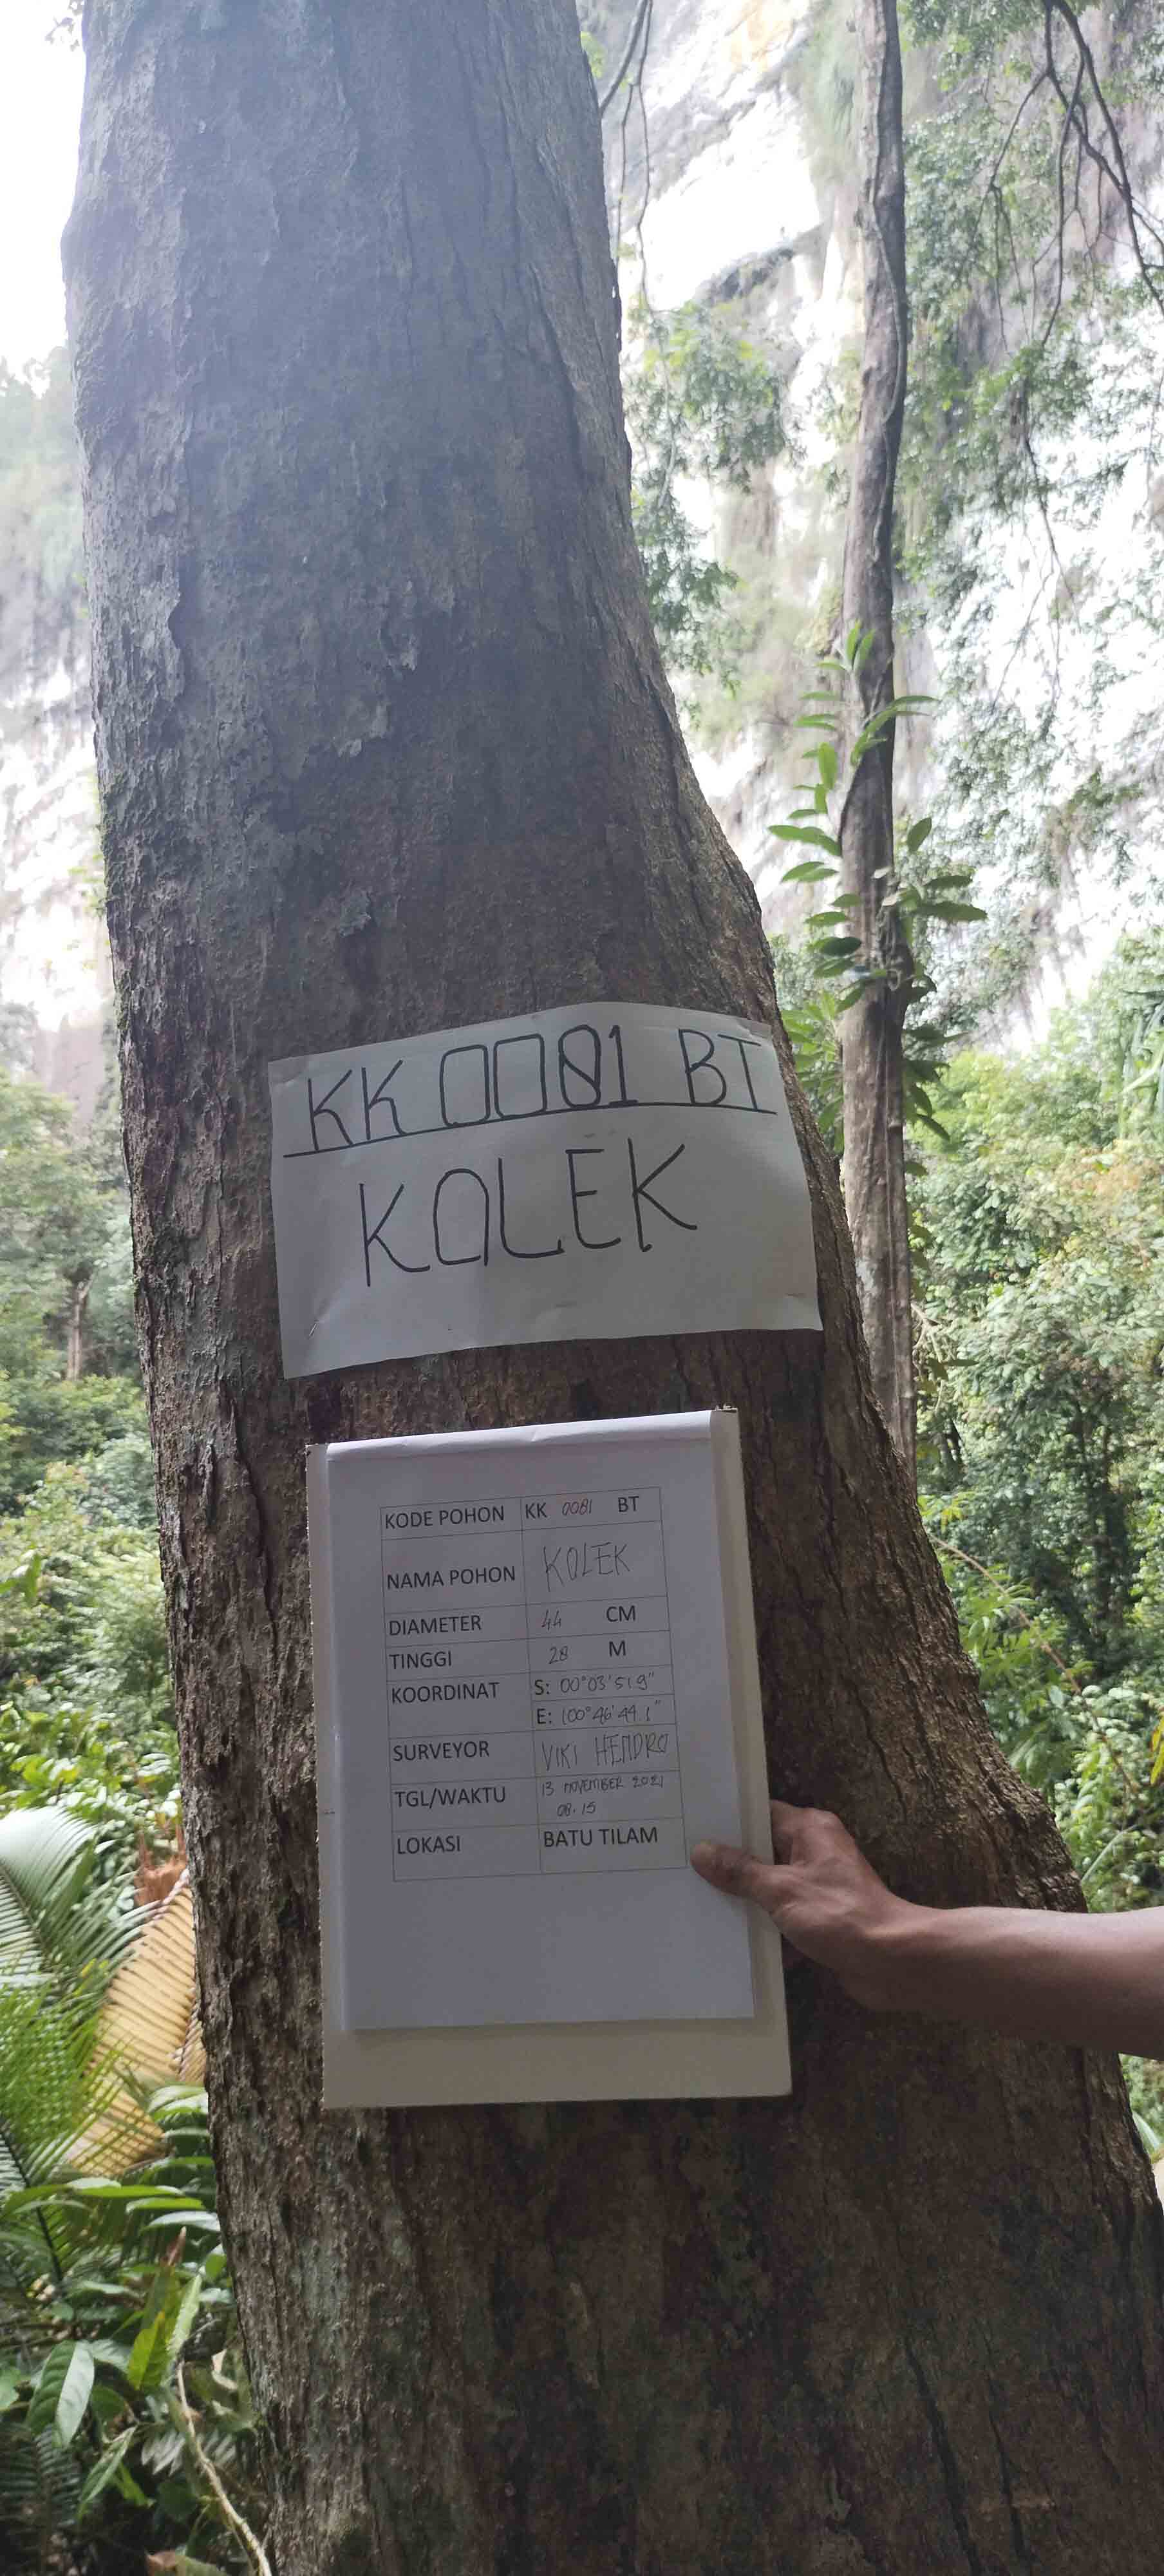 KK 0081 BT
KOLEK
KODE POHON KK 0081 BT
NAMA POHON KOLEK
DIAMETER 44 CM
TINGGI 28 M
KOORDINAT S: 00°03'51.9"
E: 100°46'44.1"
SURVEYOR VIKI HENDRO
TGL/WAKTU 13 NOVEMBER 2021
08.15
LOKASI BATU TILAM